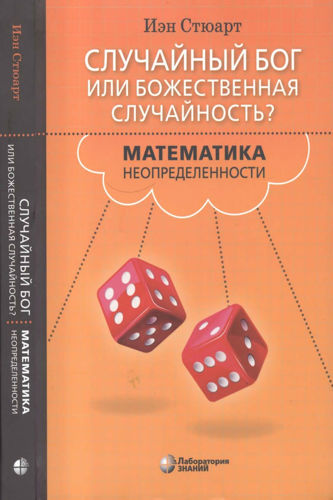 Иэн Стюарт
СЛУЧАЙНЫЙ БОГ
ИЛИ БОЖЕСТВЕННАЯ
СЛУЧАЙНОСТЬ?
МАТЕМАТИКА
НЕОПРЕДЕЛЕННОСТИ
Лаборатория
ЗНАНИЙ
Иэн Стюарт
СЛУЧАЙНЫЙ БОГ
ИЛИ БОЖЕСТВЕННАЯ СЛУЧАЙНОСТЬ?
МАТЕМАТИКА
НЕОПРЕДЕЛЕННОСТИ